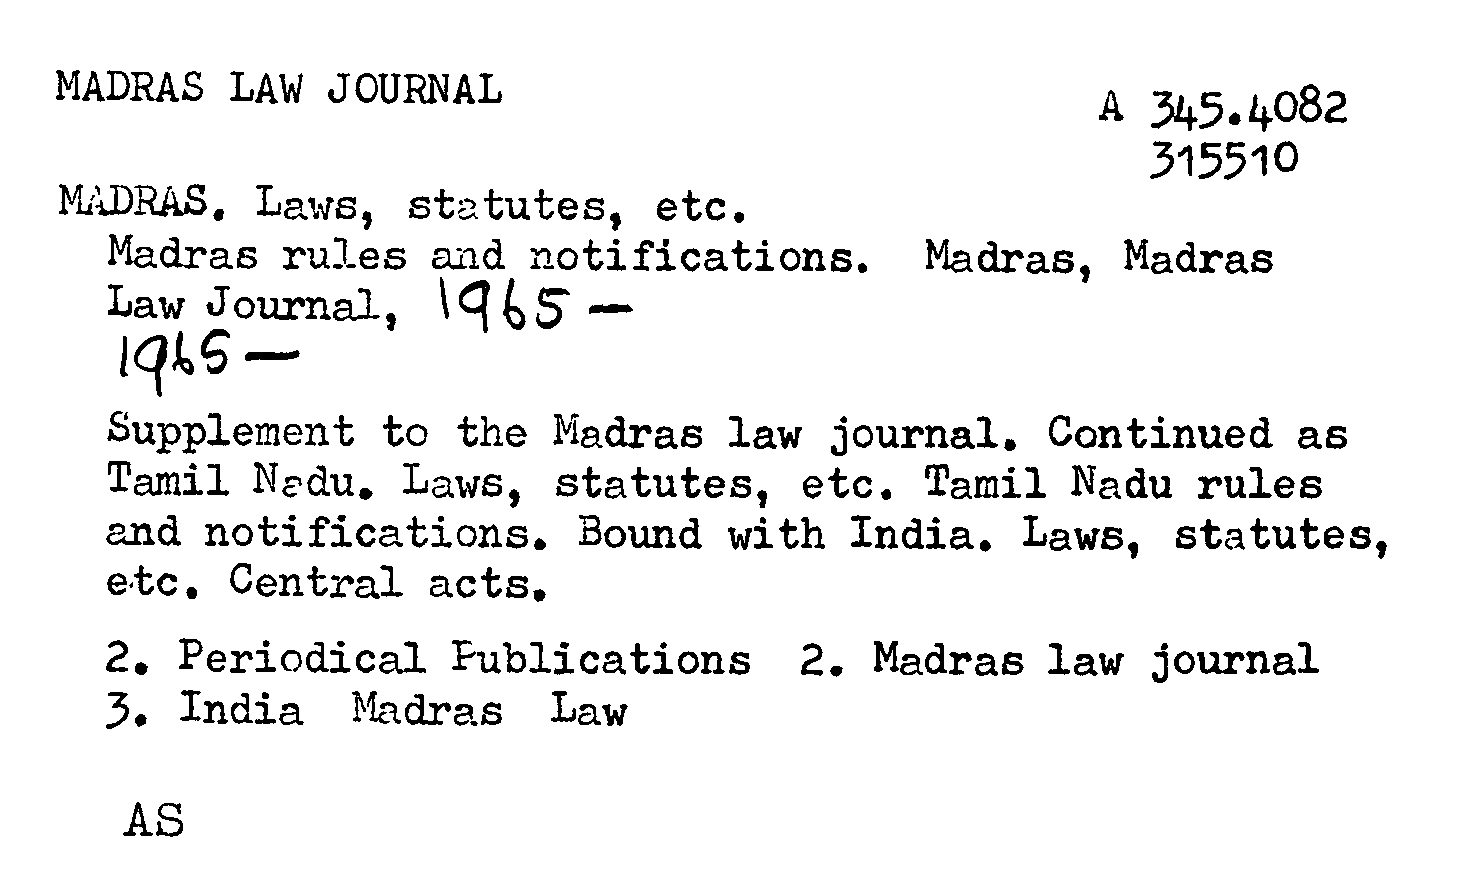 MADRAS LAW JOURNAL
A 345.4082
315510
MADRAS. Laws, statutes, etc.
Madras rules and notifications. Madras, Madras
Law Journal, 1965 —
1965 —
Supplement to the Madras law journal. Continued as
Tamil Nadu. Laws, statutes, etc. Tamil Nadu rules
and notifications. Bound with India. Laws, statutes,
etc. Central acts.
2. Periodical Publications 2. Madras law journal
3. India Madras Law
AS